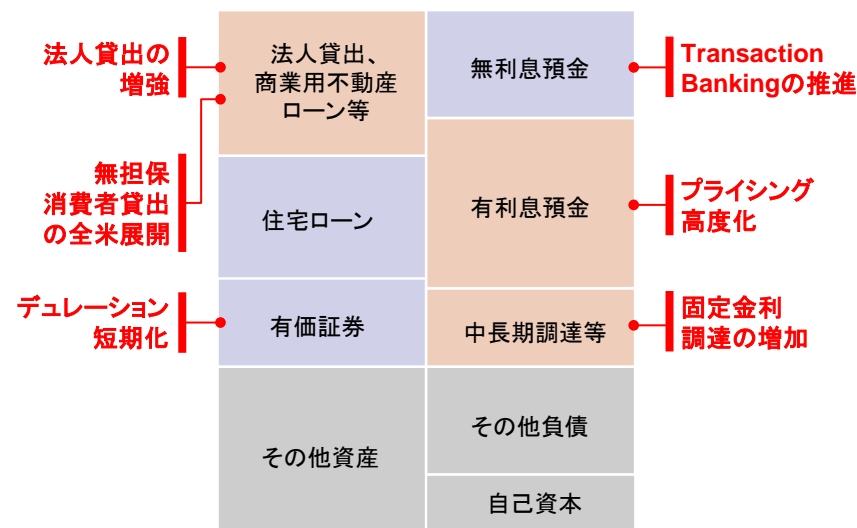 法人貸出の
増強
無担保
消費者貸出
の全米展開
デュレーション
短期化
法人貸出、
商業用不動産
ローン等
住宅ローン
有価証券
その他資産
無利息預金
有利息預金
中長期調達等
その他負債
自己資本
Transaction
Bankingの推進
プライシング
高度化
固定金利
調達の増加